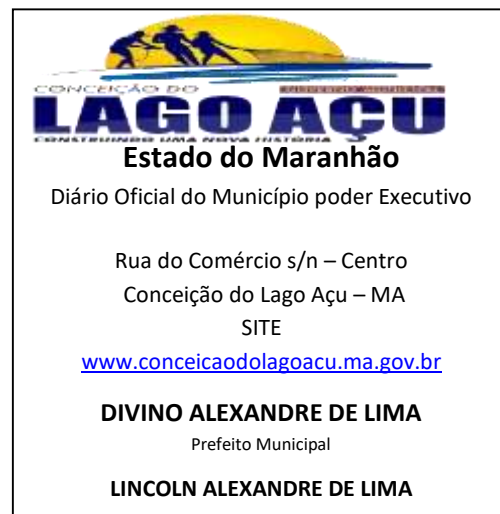 CONCEIÇÃO DO
LAGO AÇU
CONSTRUINDO UMA NOVA HISTÓRIA
Estado do Maranhão
Diário Oficial do Município poder Executivo
Rua do Comércio s/n – Centro
Conceição do Lago Açu – MA
SITE
www.conceicaodolagoacu.ma.gov.br
DIVINO ALEXANDRE DE LIMA
Prefeito Municipal
LINCOLN ALEXANDRE DE LIMA